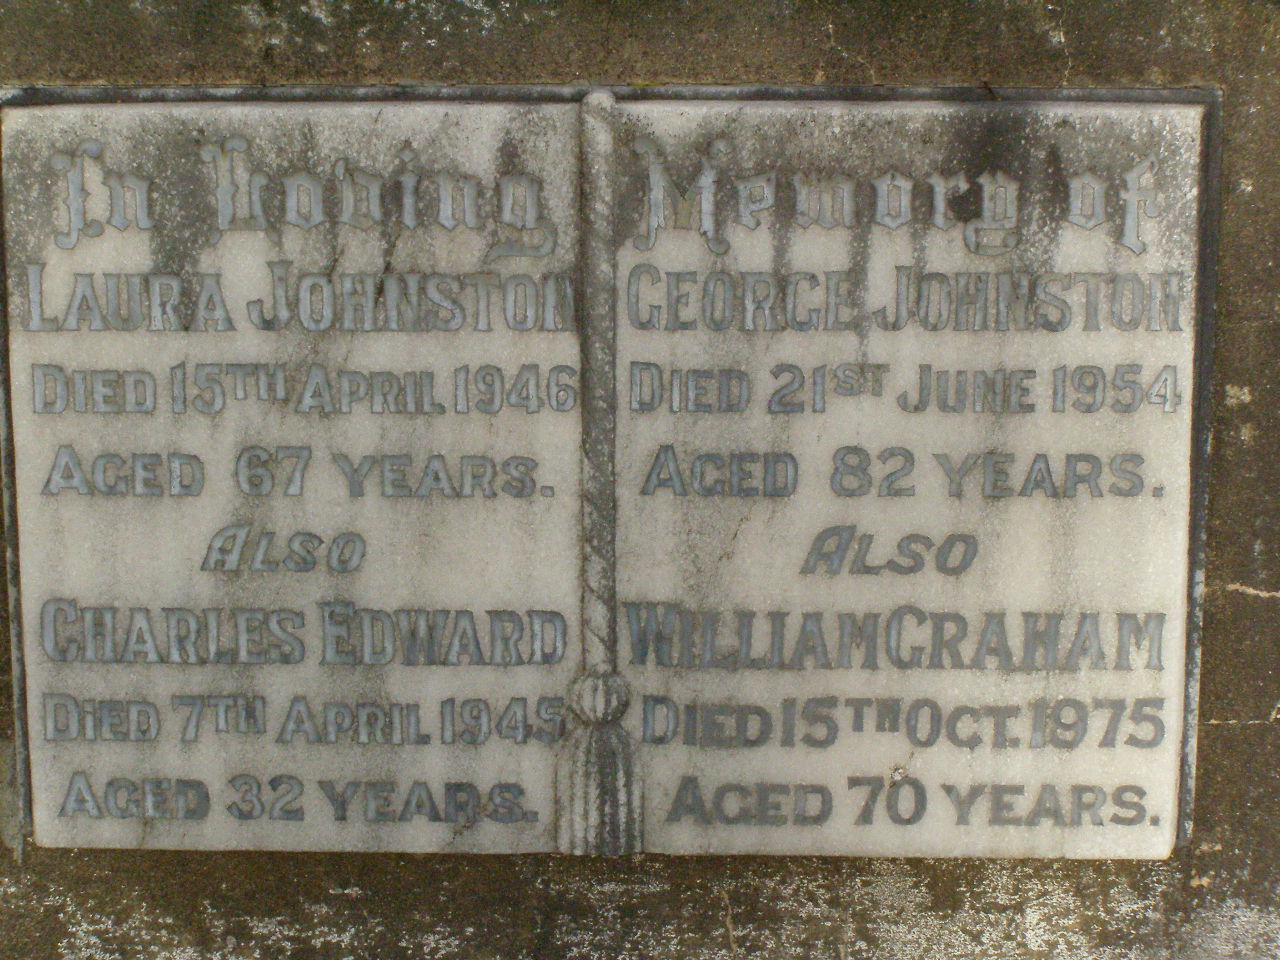 In Loving
LAURA JOHNSTON
DIED 15TH APRIL 1946
AGED 67 YEARS.
ALSO
CHARLES EDWARD
DIED 7TH APRIL 1945
AGED 32 YEARS.
Memory of
GEORGE JOHNSTON
DIED 21ST JUNE 1954
AGED 82 YEARS.
ALSO
WILLIAM GRAHAM
DIED 15TH OCT. 1975
AGED 70 YEARS.